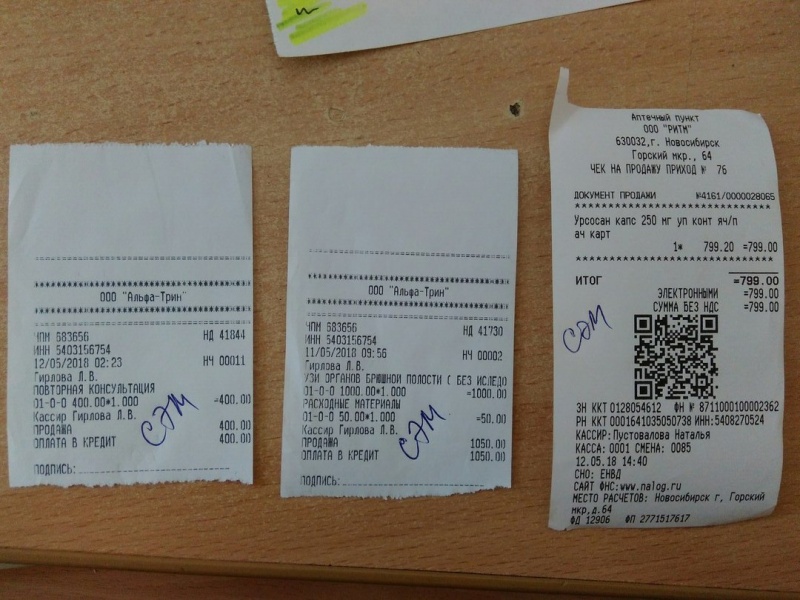 ООО "Альфа-Трин"
ЧПМ 683656 НД 41844
ИНН 5403156754
12/05/2018 02:23 НЧ 00011
Гирлова Л.В.
ПОВТОРНАЯ КОНСУЛЬТАЦИЯ
01-0-0 400.00*1.000 =400.00
Кассир Гирлова Л.В.
ПРОДАЖА 400.00
ОПЛАТА В КРЕДИТ 400.00
ПОДПИСЬ:
СЭМ
ООО "Альфа-Трин"
ЧПМ 683656 НД 41730
ИНН 5403156754
11/05/2018 09:56 НЧ 00002
Гирлова Л.В.
УЗИ ОРГАНОВ БРЮШНОЙ ПОЛОСТИ ( БЕЗ ИСЛЕДО
01-0-0 1000.00*1.000 =1000.00
РАСХОДНЫЕ МАТЕРИАЛЫ
01-0-0 50.00*1.000 =50.00
Кассир Гирлова Л.В.
ПРОДАЖА 1050.00
ОПЛАТА В КРЕДИТ 1050.00
ПОДПИСЬ:
СЭМ
Аптечный пункт
ООО "РИТМ"
630032,г. Новосибирск
Горский мкр., 64
ЧЕК НА ПРОДАЖУ ПРИХОД № 76
ДОКУМЕНТ ПРОДАЖИ №4161/0000028065
Урсосан капс 250 мг уп конт яч/п
ач карт
1* 799.20 =799.00
ИТОГ =799.00
ЭЛЕКТРОННЫМИ =799.00
СУММА БЕЗ НДС =799.00
СЭМ
ЗН ККТ 0128054612 ФН № 8711000100002362
РН ККТ 0001641035050738 ИНН:5408270524
КАССИР:Пустовалова Наталья
КАССА: 0001 СМЕНА: 0085
12.05.18 14:40
СНО: ЕНВД
САЙТ ФНС:www.nalog.ru
МЕСТО РАСЧЕТОВ: Новосибирск г, Горский
мкр,д.64
ФД 12906 ФП 2771517617